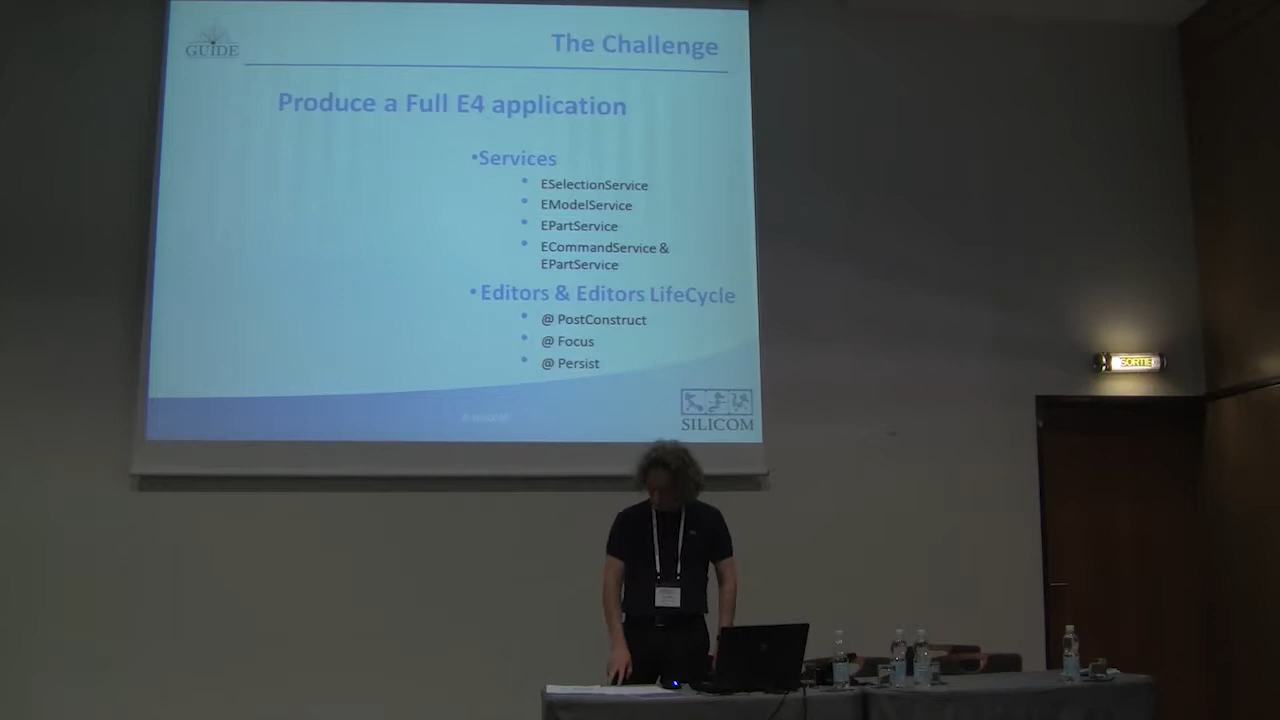 GUIDE
The Challenge
Produce a Full E4 application
•Services
• ESelectionService
• EModelService
• EPartService
• ECommandService &
EPartService
• Editors & Editors LifeCycle
• @ PostConstruct
• @ Focus
• @ Persist
SILICOM
SORTIE